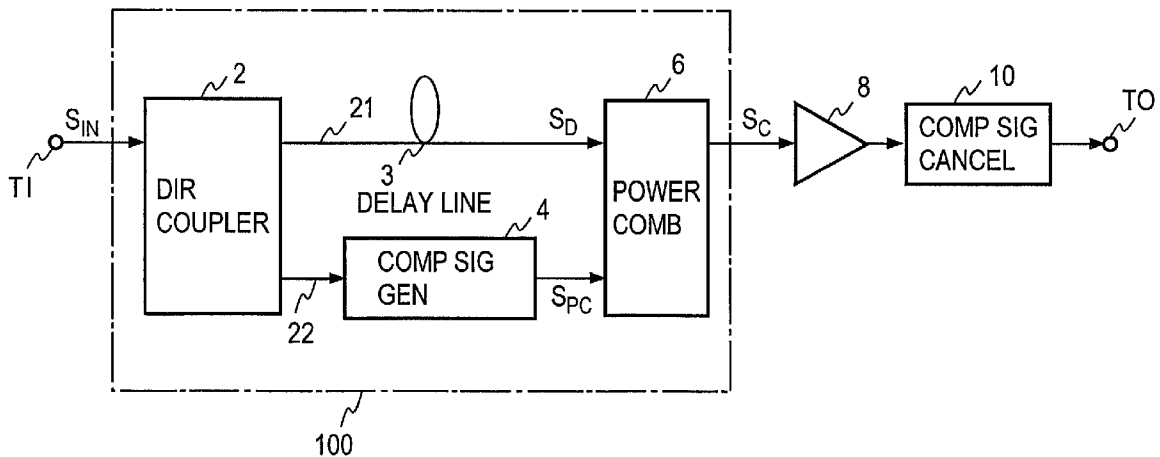 2
6
8
10
TO
S_IN
21
S_D
S_C
TI
3
DIR
COUPLER
DELAY LINE
POWER
COMB
COMP SIG
CANCEL
4
COMP SIG
GEN
S_PC
22
100